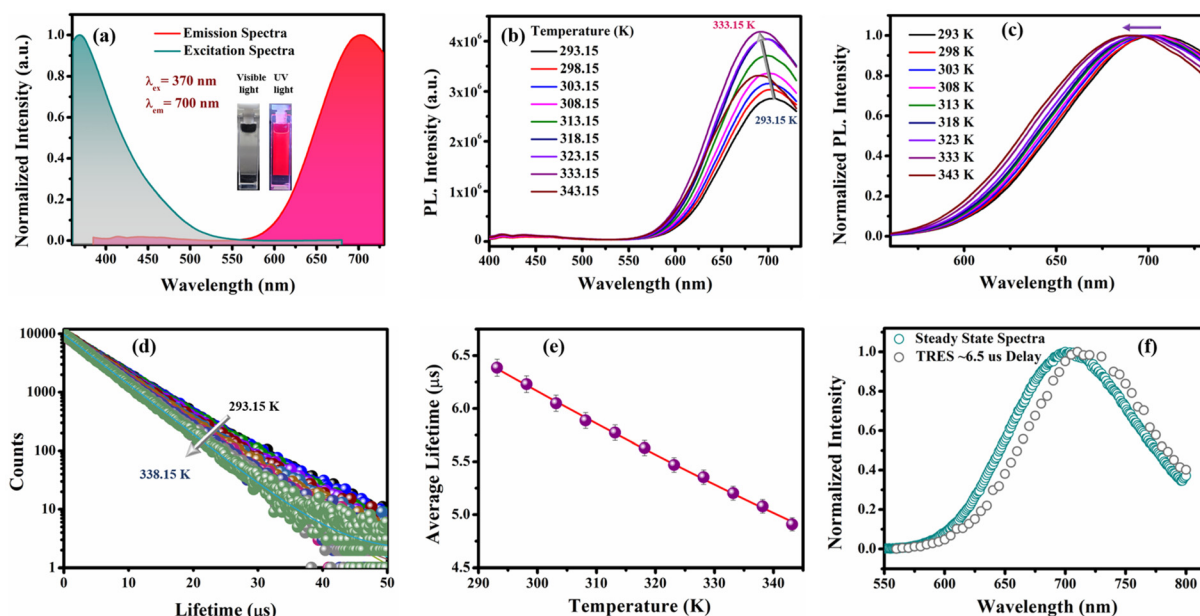 (a)
Emission Spectra
Excitation Spectra
λex= 370 nm
λem= 700 nm
Visible light
UV light
Normalized Intensity (a.u.)
1.0
0.8
0.6
0.4
0.2
0.0
400 450 500 550 600 650 700
Wavelength (nm)
(b)
Temperature (K)
293.15
298.15
303.15
308.15
313.15
318.15
323.15
333.15
343.15
333.15 K
293.15 K
PL. Intensity (a.u.)
4x10^6
3x10^6
2x10^6
1x10^6
0
400 450 500 550 600 650 700
Wavelength (nm)
(c)
293 K
298 K
303 K
308 K
313 K
318 K
323 K
333 K
343 K
Normalized PL. Intensity
1.0
0.8
0.6
0.4
0.2
0.0
600 650 700
Wavelength (nm)
(d)
293.15 K
338.15 K
Counts
10000
1000
100
10
1
0 10 20 30 40 50
Lifetime (μs)
(e)
Average Lifetime (μs)
6.5
6.0
5.5
5.0
4.5
290 300 310 320 330 340
Temperature (K)
(f)
Steady State Spectra
TRES ~6.5 us Delay
Normalized Intensity
1.0
0.8
0.6
0.4
0.2
0.0
550 600 650 700 750 800
Wavelength (nm)